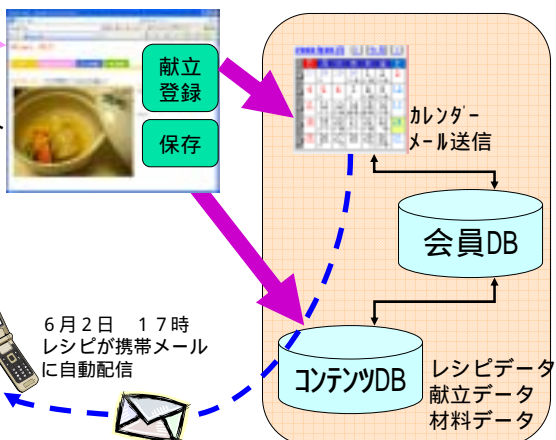 献立
登録
保存
カレンダー
メール送信
会員DB
6月2日 17時
レシピが携帯メール
に自動配信
コンテンツDB
レシピデータ
献立データ
材料データ